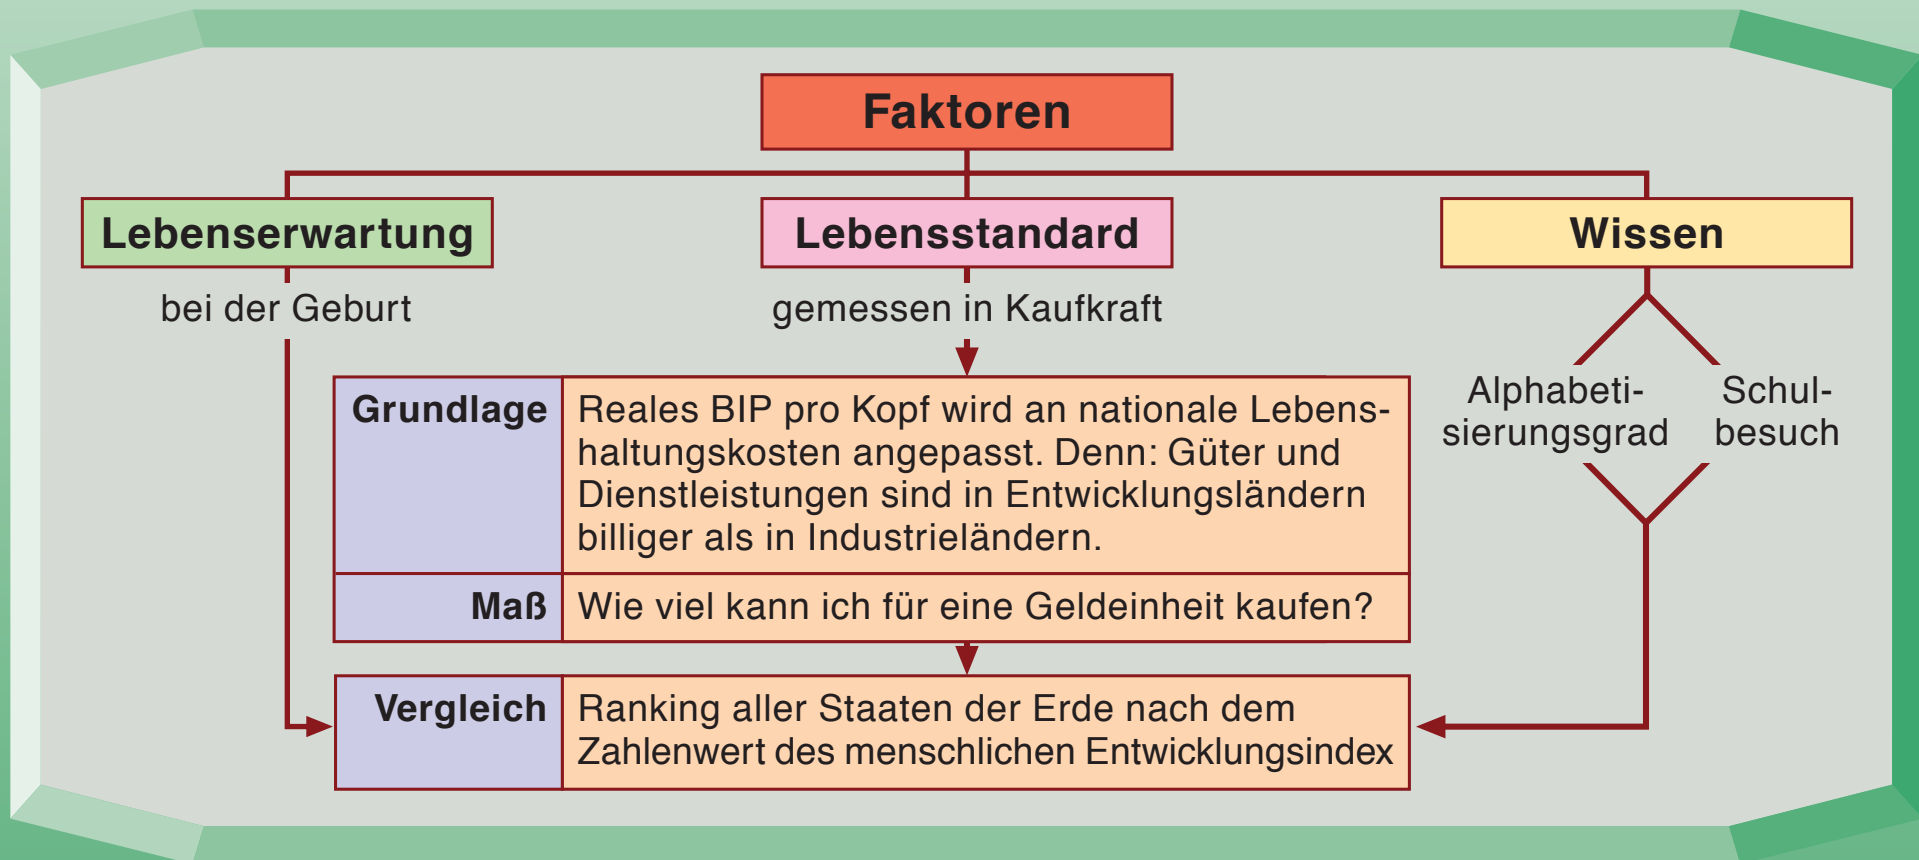 Faktoren
Lebenserwartung
bei der Geburt
Lebensstandard
gemessen in Kaufkraft
Wissen
Alphabeti-
sierungsgrad
Schul-
besuch
Grundlage
Reales BIP pro Kopf wird an nationale Lebens-
haltungskosten angepasst. Denn: Güter und
Dienstleistungen sind in Entwicklungsländern
billiger als in Industrieländern.
Maß
Wie viel kann ich für eine Geldeinheit kaufen?
Vergleich
Ranking aller Staaten der Erde nach dem
Zahlenwert des menschlichen Entwicklungsindex